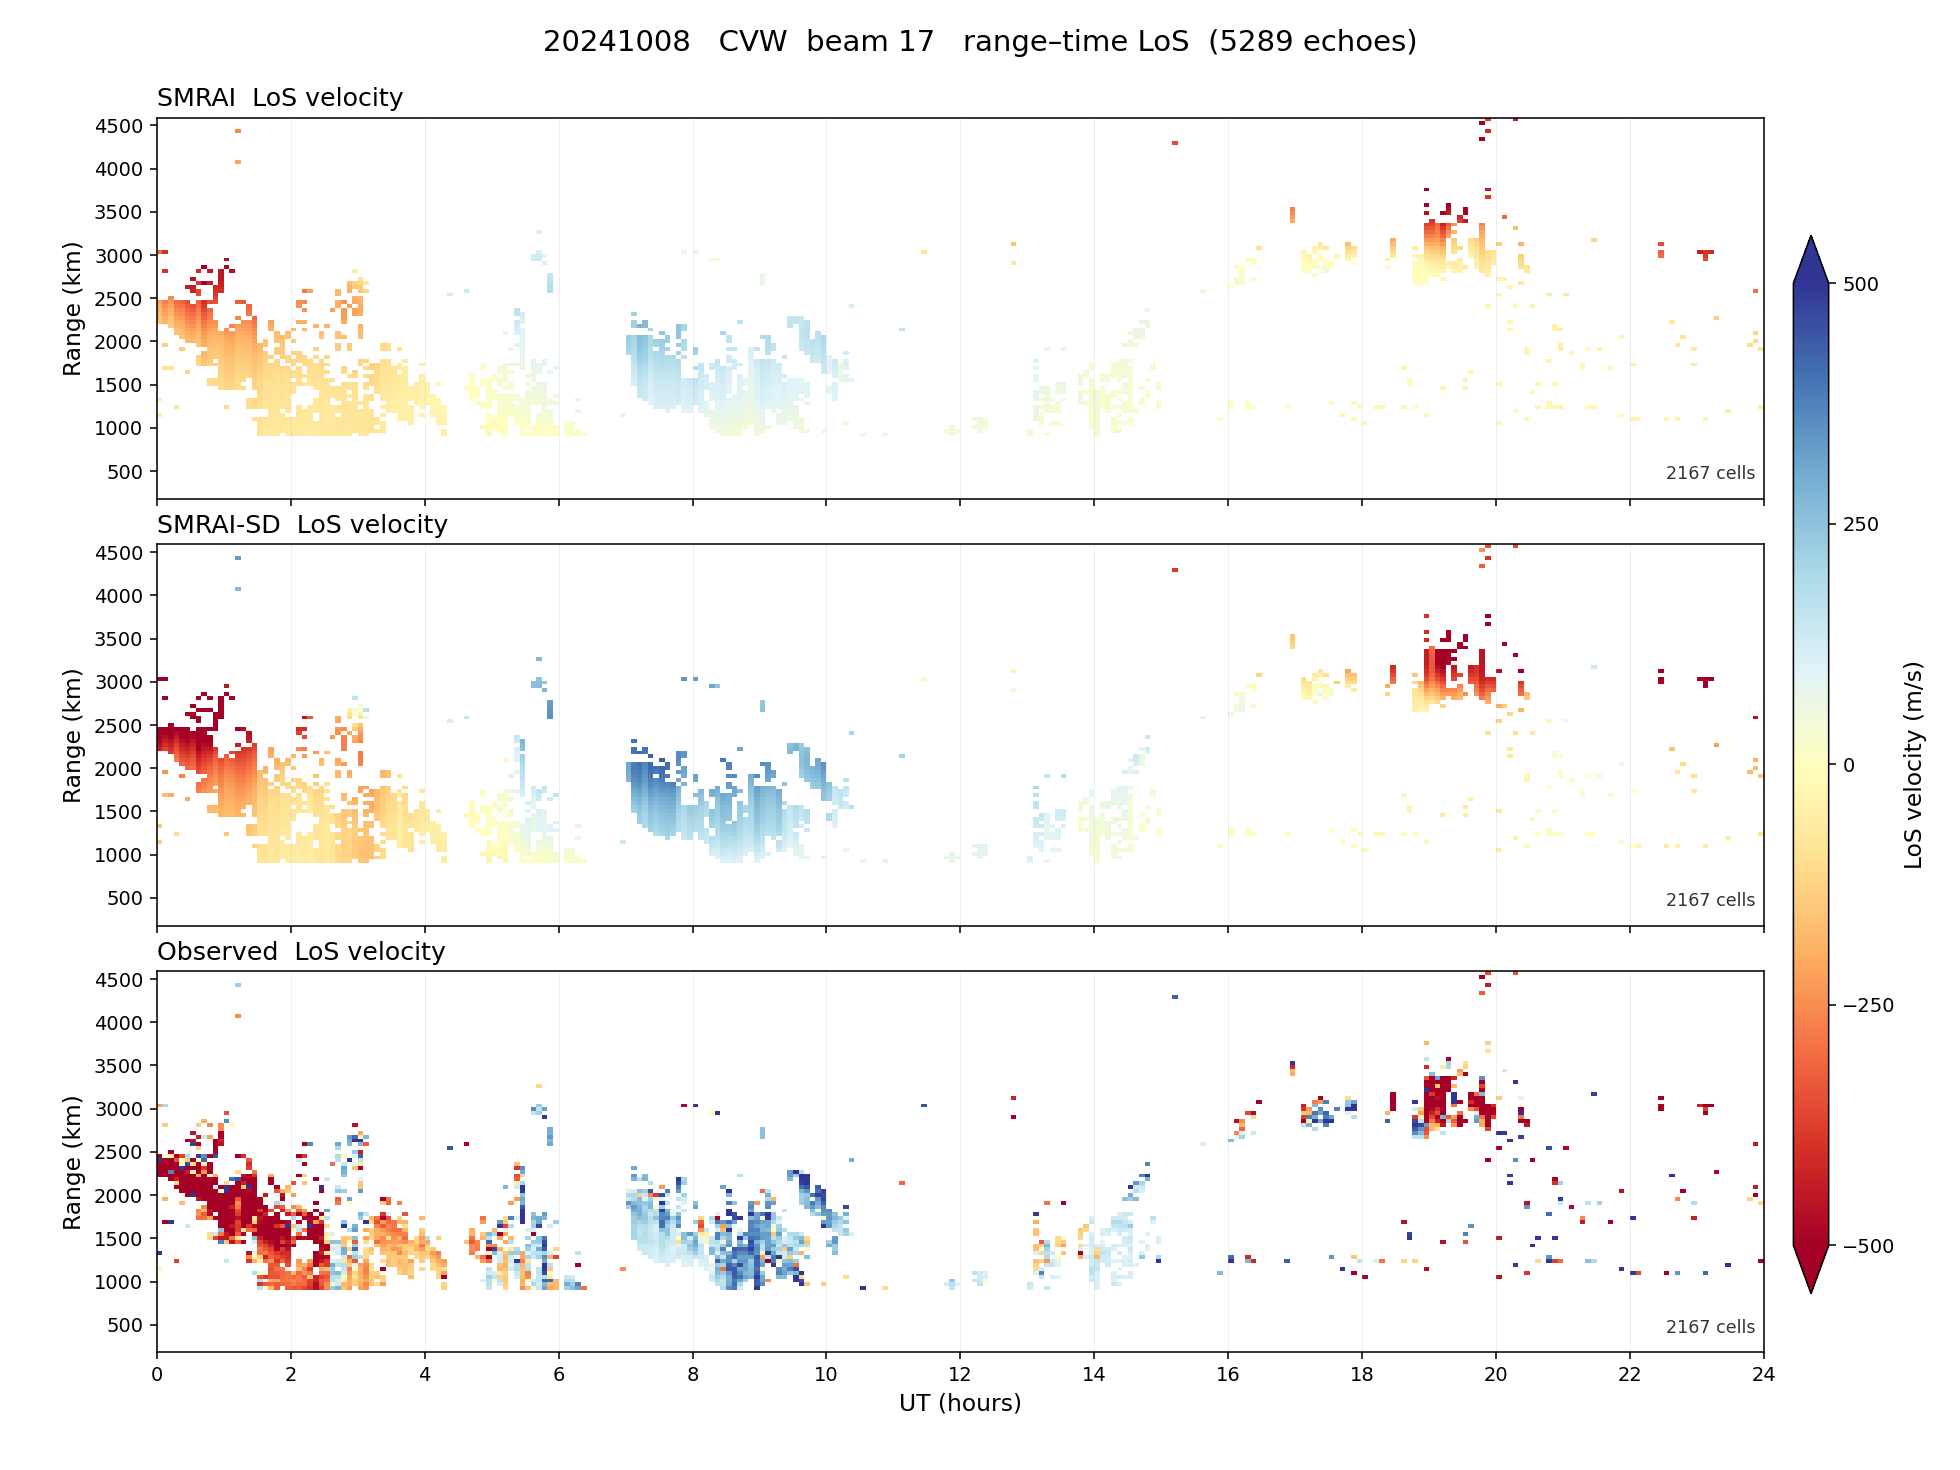 20241008   CVW  beam 17   range–time LoS  (5289 echoes)
SMRAI  LoS velocity
4500
4000
3500
3000
2500
2000
1500
1000
500
Range (km)
2167 cells
SMRAI-SD  LoS velocity
4500
4000
3500
3000
2500
2000
1500
1000
500
Range (km)
2167 cells
Observed  LoS velocity
4500
4000
3500
3000
2500
2000
1500
1000
500
Range (km)
2167 cells
0 2 4 6 8 10 12 14 16 18 20 22 24
UT (hours)
500
250
0
−250
−500
LoS velocity (m/s)